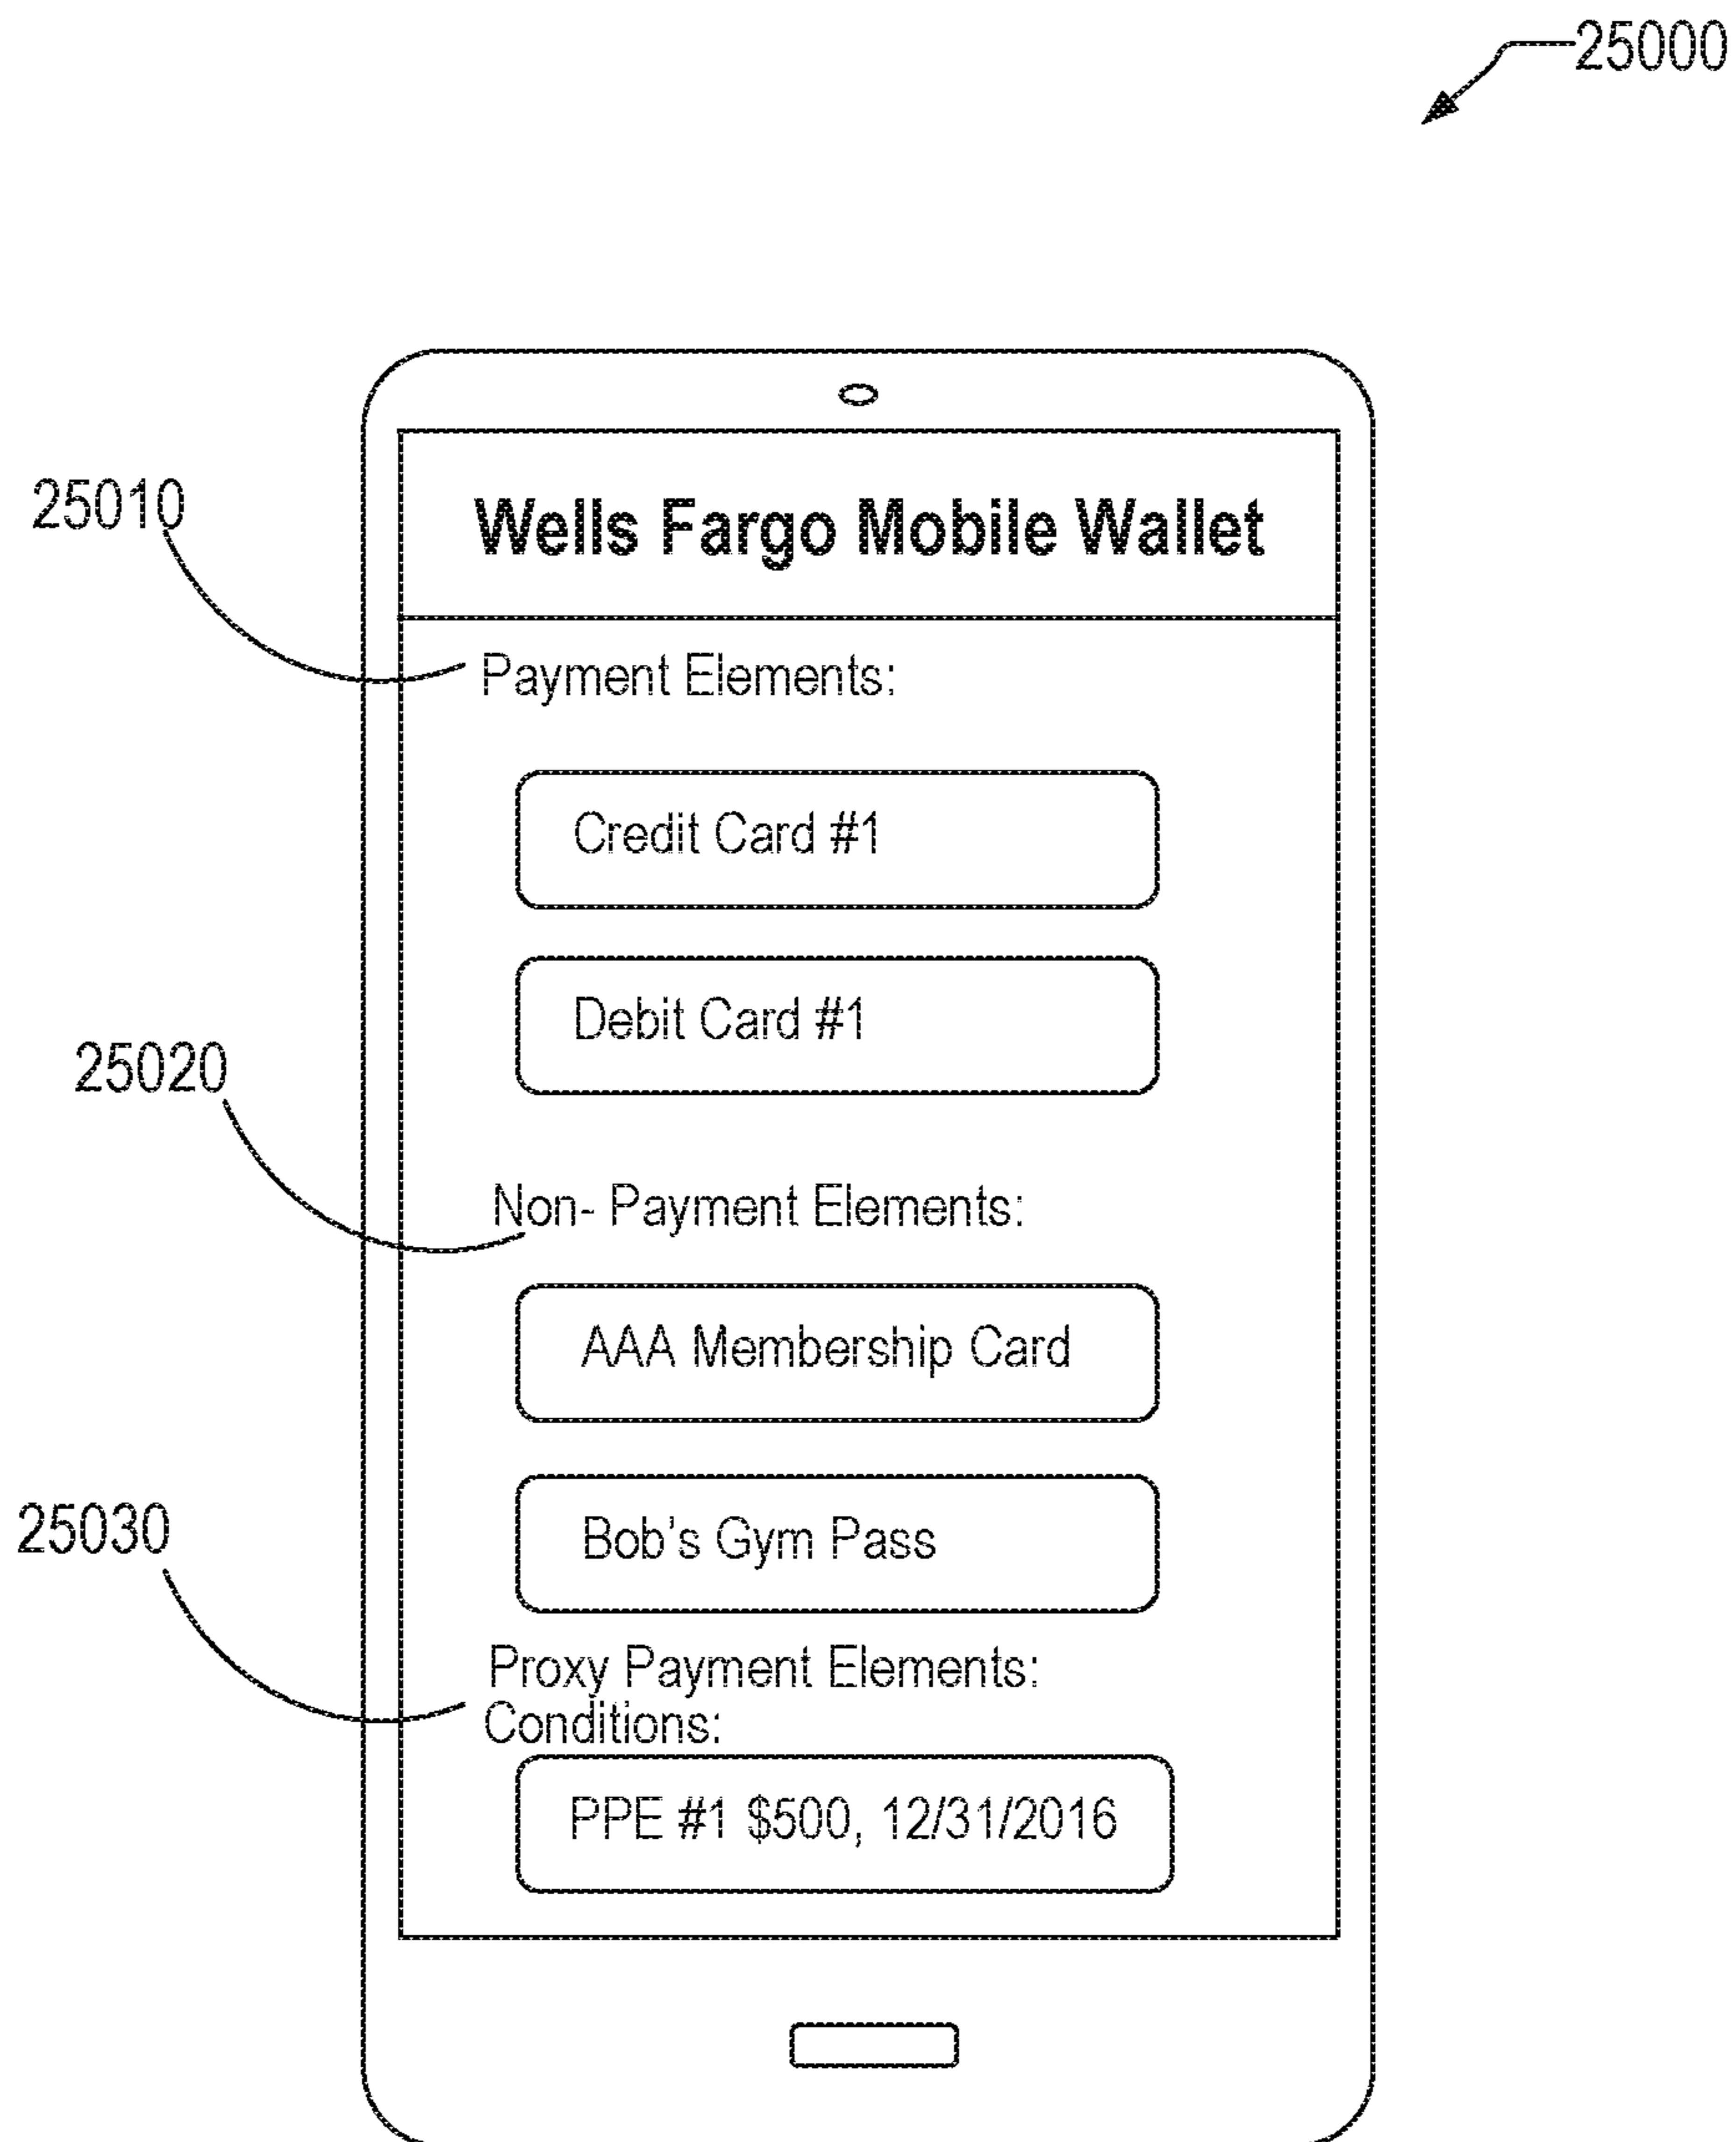 25000
25010
Wells Fargo Mobile Wallet
Payment Elements:
Credit Card #1
Debit Card #1
25020
Non- Payment Elements:
AAA Membership Card
Bob's Gym Pass
25030
Proxy Payment Elements:
Conditions:
PPE #1 $500, 12/31/2016